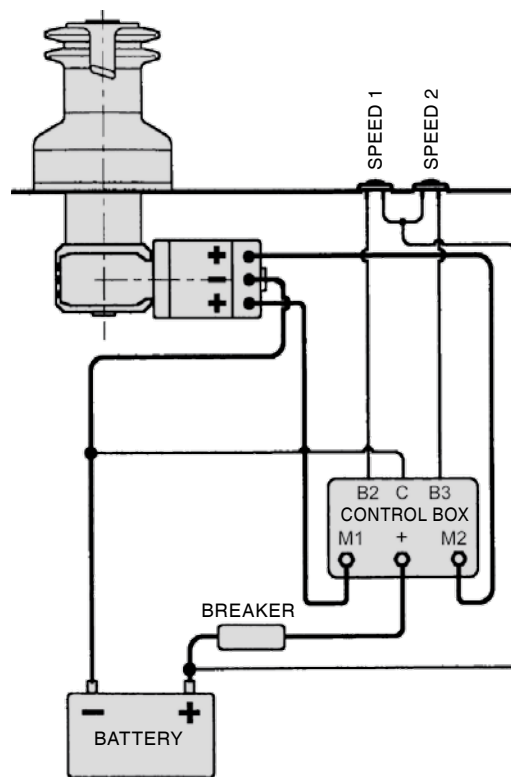 SPEED 1
SPEED 2
+
−
+
B2 C B3
CONTROL BOX
M1 + M2
BREAKER
− +
BATTERY